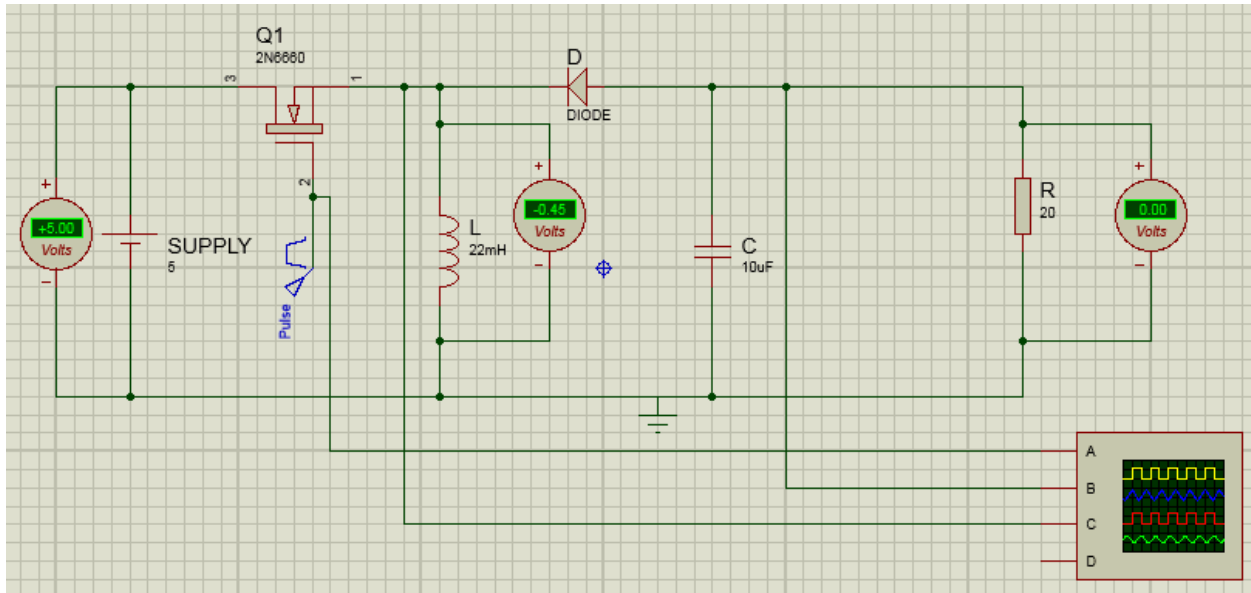 Q1
2N6660
3
1
2
D
DIODE
+
+5.00
Volts
-
SUPPLY
5
Pulse
L
22mH
+
-0.45
Volts
-
C
10uF
R
20
+
0.00
Volts
-
A
B
C
D